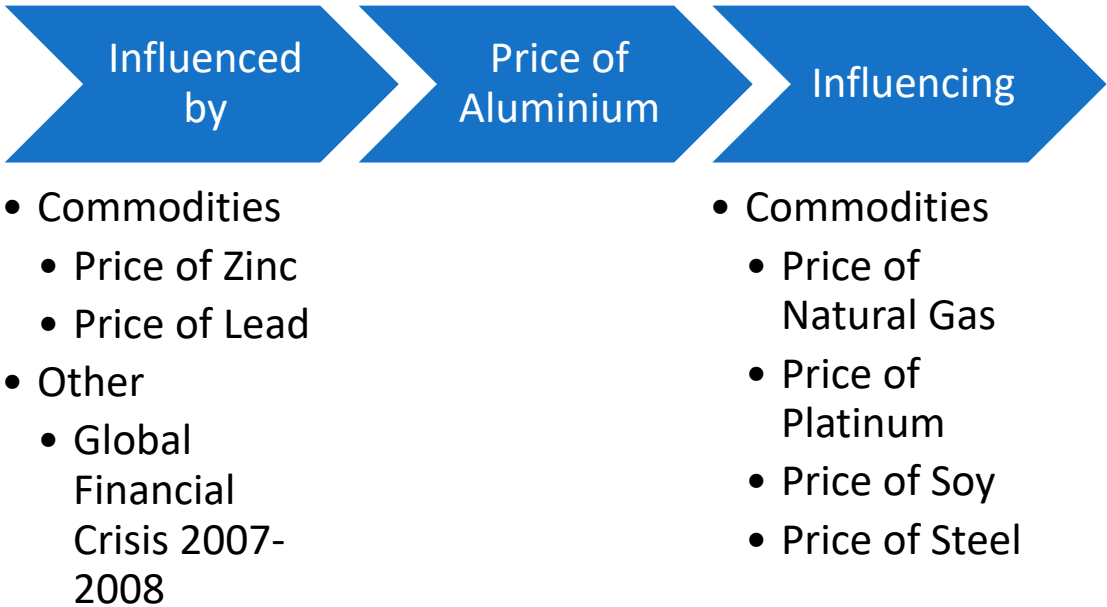 Influenced
by
Price of
Aluminium
Influencing
• Commodities
• Price of Zinc
• Price of Lead
• Other
• Global
Financial
Crisis 2007-
2008
• Commodities
• Price of
Natural Gas
• Price of
Platinum
• Price of Soy
• Price of Steel